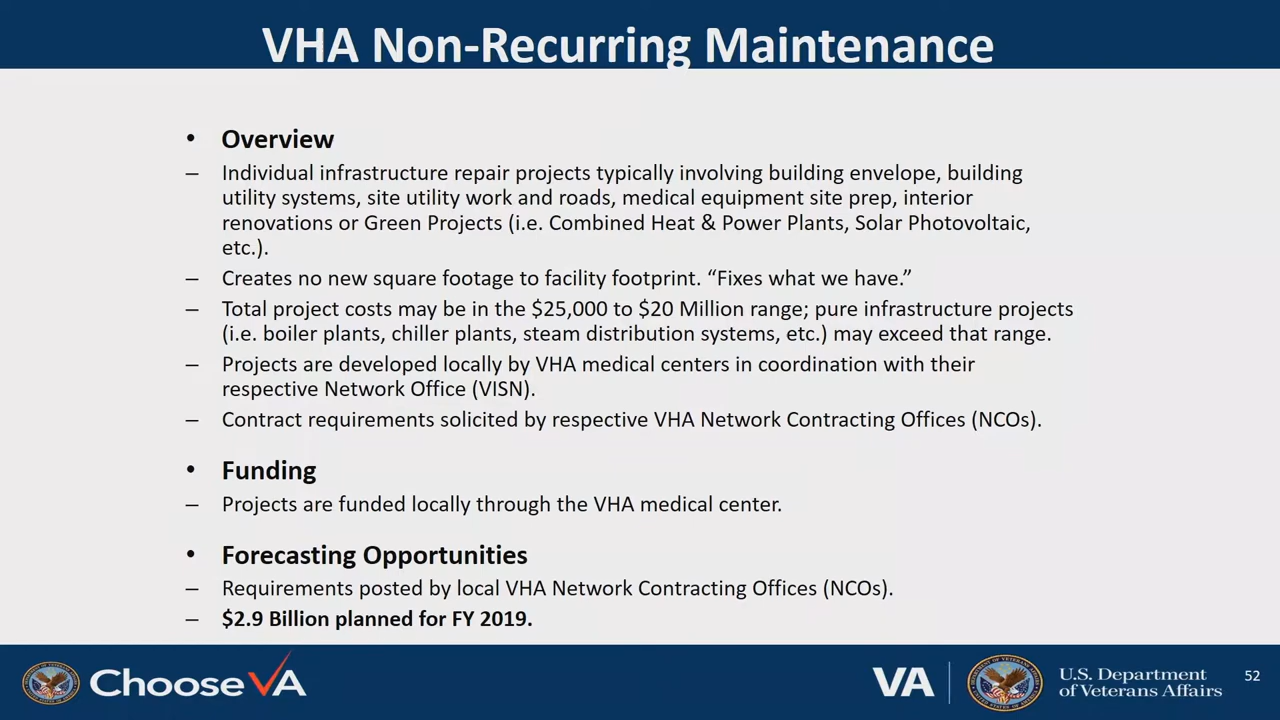 VHA Non-Recurring Maintenance
• Overview
– Individual infrastructure repair projects typically involving building envelope, building
utility systems, site utility work and roads, medical equipment site prep, interior
renovations or Green Projects (i.e. Combined Heat & Power Plants, Solar Photovoltaic,
etc.).
– Creates no new square footage to facility footprint. “Fixes what we have.”
– Total project costs may be in the $25,000 to $20 Million range; pure infrastructure projects
(i.e. boiler plants, chiller plants, steam distribution systems, etc.) may exceed that range.
– Projects are developed locally by VHA medical centers in coordination with their
respective Network Office (VISN).
– Contract requirements solicited by respective VHA Network Contracting Offices (NCOs).
• Funding
– Projects are funded locally through the VHA medical center.
• Forecasting Opportunities
– Requirements posted by local VHA Network Contracting Offices (NCOs).
– $2.9 Billion planned for FY 2019.
Choose VA
VA
U.S. Department
of Veterans Affairs
52